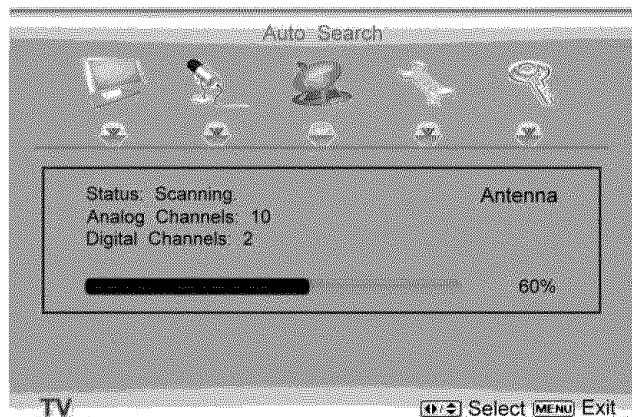 Auto Search
Status: Scanning.
Antenna
Analog Channels: 10
Digital Channels: 2
60%
TV
Select MENU Exit